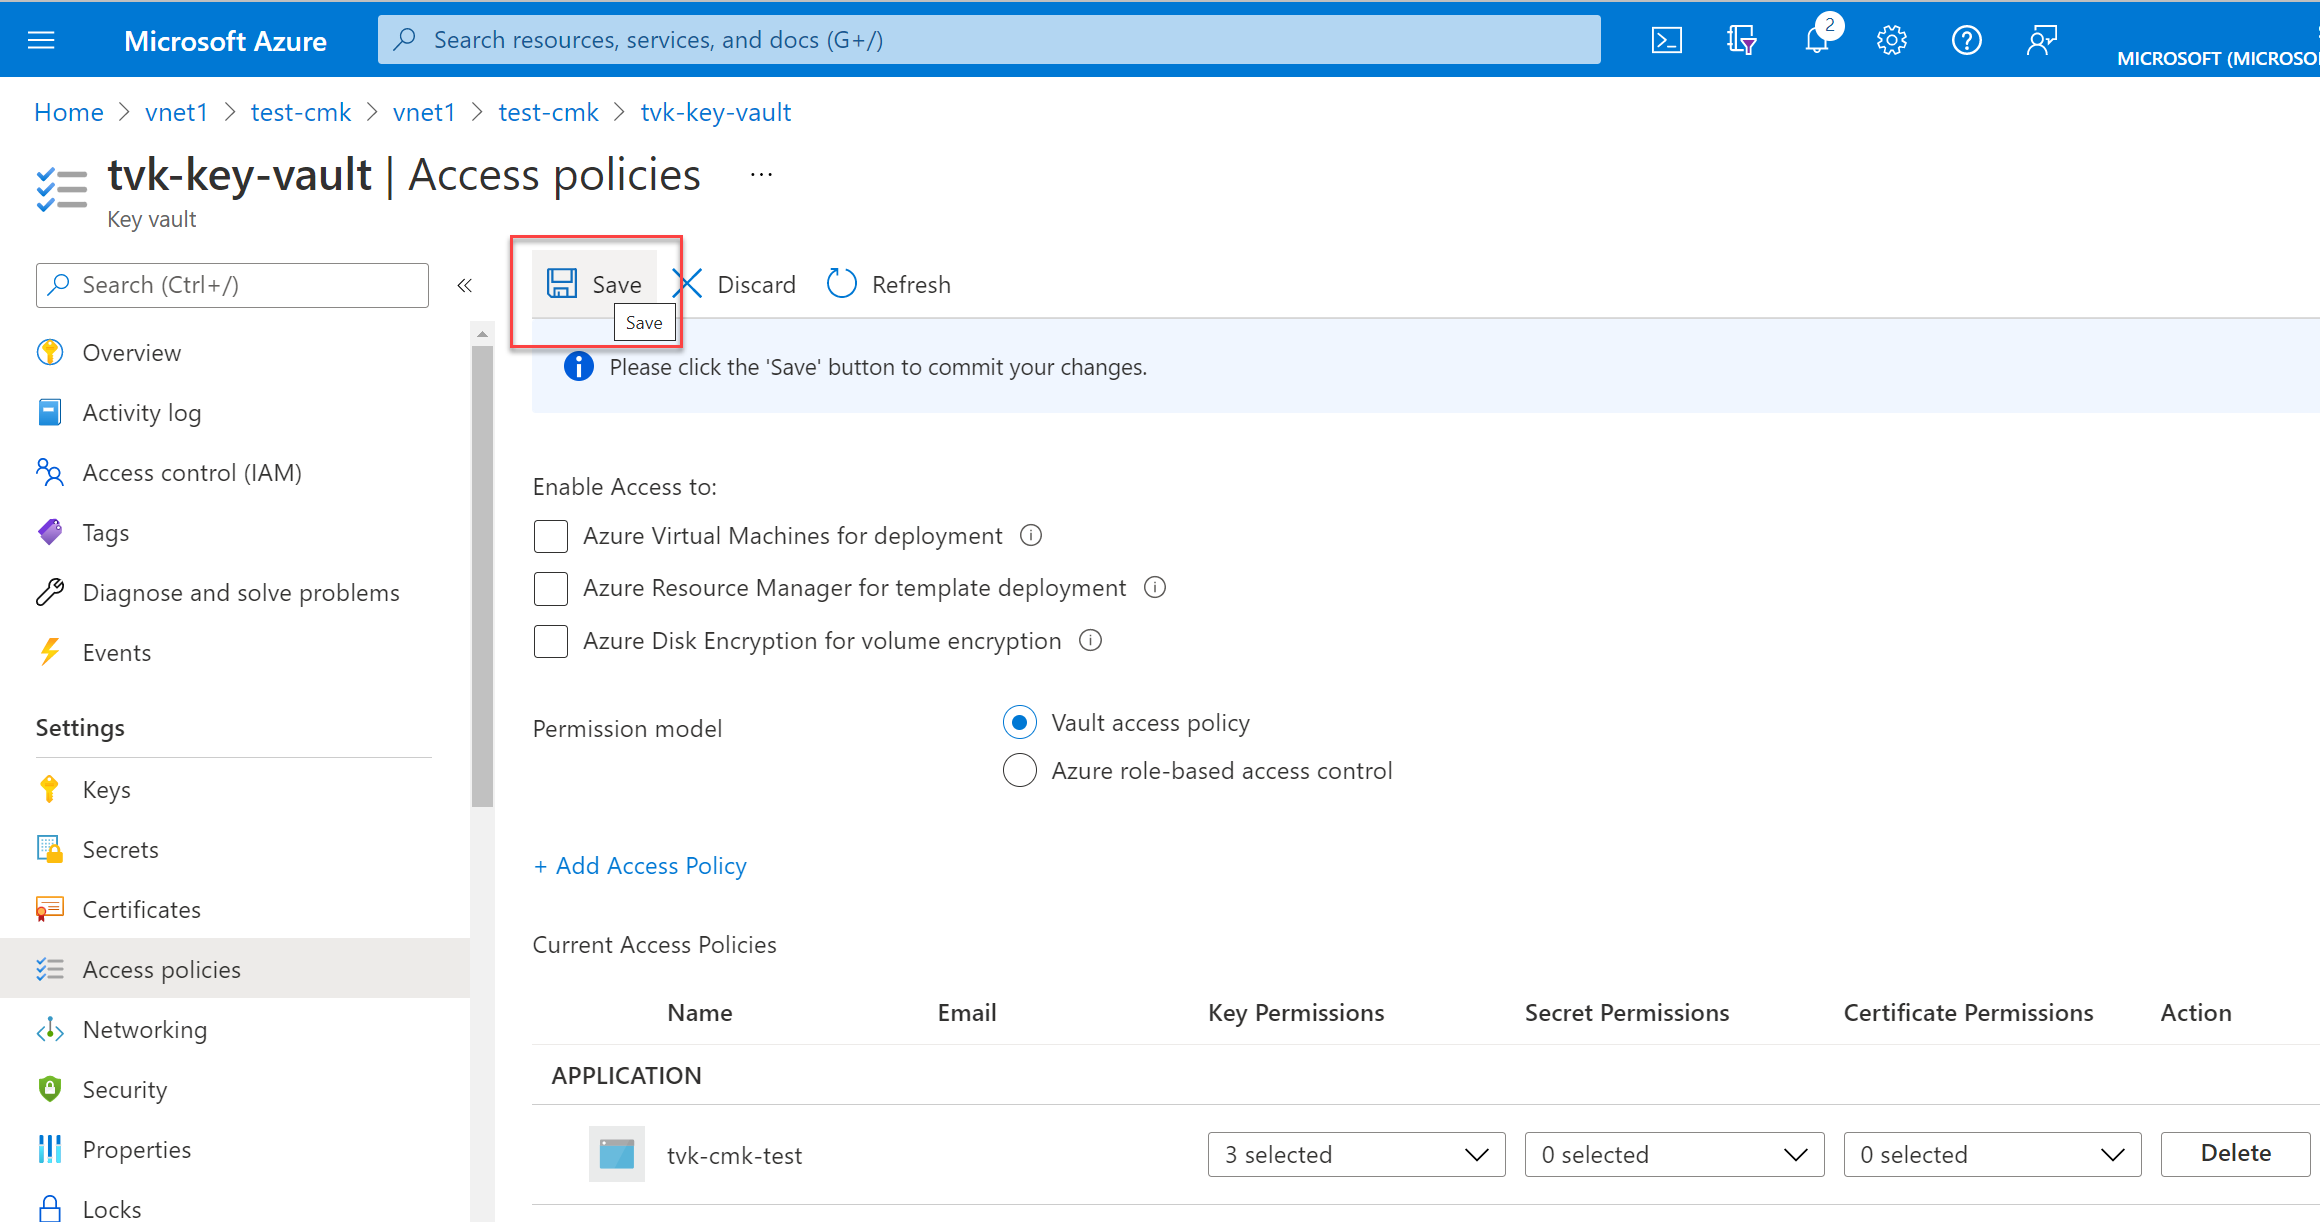 Microsoft Azure
Search resources, services, and docs (G+/)
2
MICROSOFT (MICROSO
Home > vnet1 > test-cmk > vnet1 > test-cmk > tvk-key-vault
tvk-key-vault | Access policies ...
Key vault
Search (Ctrl+/)
«
Save
Discard
Refresh
Save
Please click the 'Save' button to commit your changes.
Overview
Activity log
Access control (IAM)
Tags
Diagnose and solve problems
Events
Settings
Keys
Secrets
Certificates
Access policies
Networking
Security
Properties
Locks
Enable Access to:
Azure Virtual Machines for deployment
Azure Resource Manager for template deployment
Azure Disk Encryption for volume encryption
Permission model
Vault access policy
Azure role-based access control
+ Add Access Policy
Current Access Policies
Name Email Key Permissions Secret Permissions Certificate Permissions Action
APPLICATION
tvk-cmk-test 3 selected 0 selected 0 selected Delete